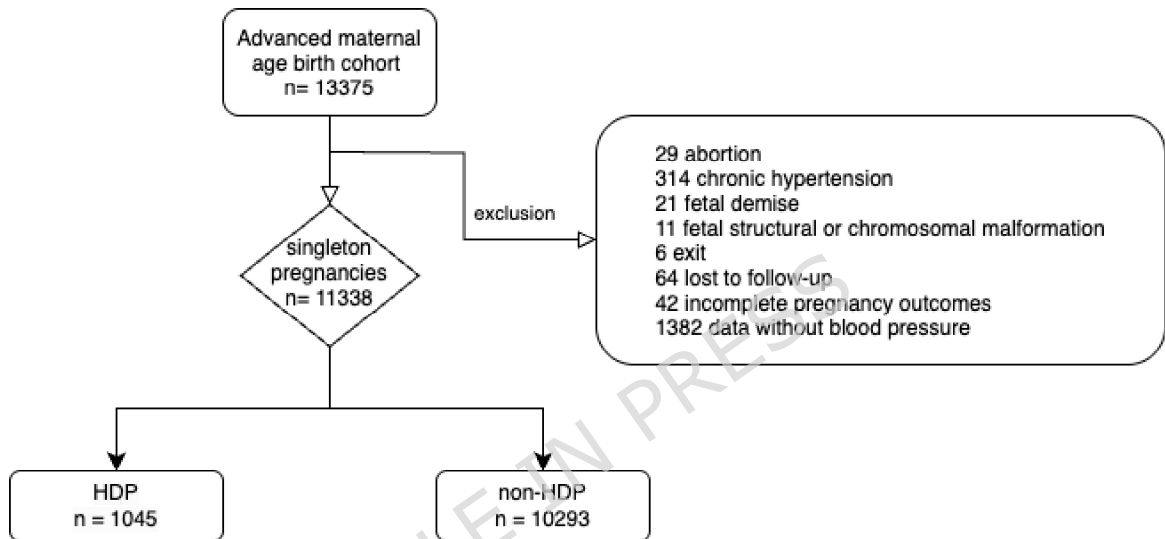 Advanced maternal
age birth cohort
n= 13375
29 abortion
314 chronic hypertension
21 fetal demise
11 fetal structural or chromosomal malformation
6 exit
64 lost to follow-up
42 incomplete pregnancy outcomes
1382 data without blood pressure
exclusion
singleton
pregnancies
n= 11338
HDP
n = 1045
non-HDP
n = 10293
IN PRESS